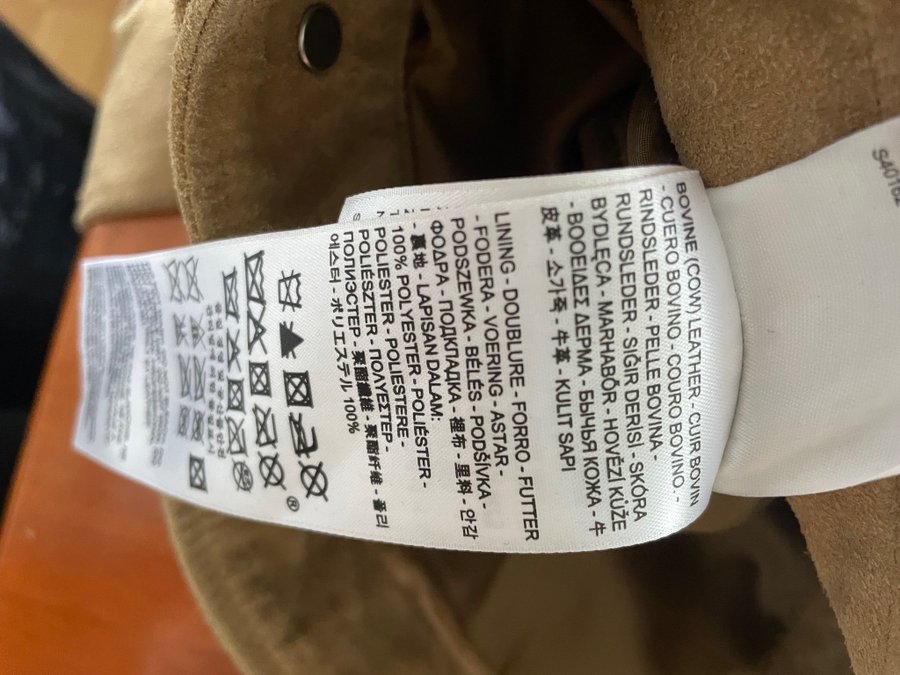 S40162
BOVINE (COW) LEATHER - CUIR BOVIN
- CUERO BOVINO - COURO BOVINO. -
RINDSLEDER - PELLE BOVINA -
RUNDSLEDER - SIĞIR DERISI - SKÓRA
BYDLĘCA - MARHABŐR - HOVĚZÍ KŮŽE
- ΒΟΟΕΙΔΕΣ ΔΕΡΜΑ - БЫЧЬЯ КОЖА - 牛
皮革 - 소가죽 - 牛革 - KULIT SAPI
LINING - DOUBLURE - FORRO - FUTTER
- FODERA - VOERING - ASTAR -
PODSZEWKA - BÉLÉS - PODŠÍVKA -
ΦΟΔΡΑ - ПОДКЛАДКА - 裡布 - 里料 - 안감
- 裏地 - LAPISAN DALAM:
100% POLYESTER - POLIÉSTER -
POLIESTER - POLIESTERE -
POLIÉSZTER - ΠΟΛΥΕΣΤΕΡ -
ПОЛИЭСТЕР - 聚酯纖維 - 聚酯纤维 - 폴리
에스터 - ポリエステル 100%
®